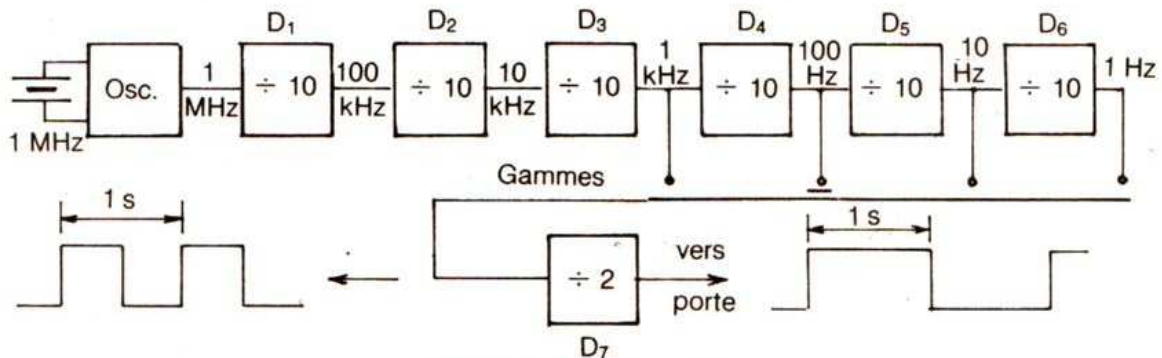 D1 D2 D3 D4 D5 D6
Osc. 1 MHz ÷ 10 100 kHz ÷ 10 10 kHz ÷ 10 1 kHz ÷ 10 100 Hz ÷ 10 10 Hz ÷ 10 1 Hz
1 MHz
Gammes
1 s
1 s
÷ 2
vers
porte
D7